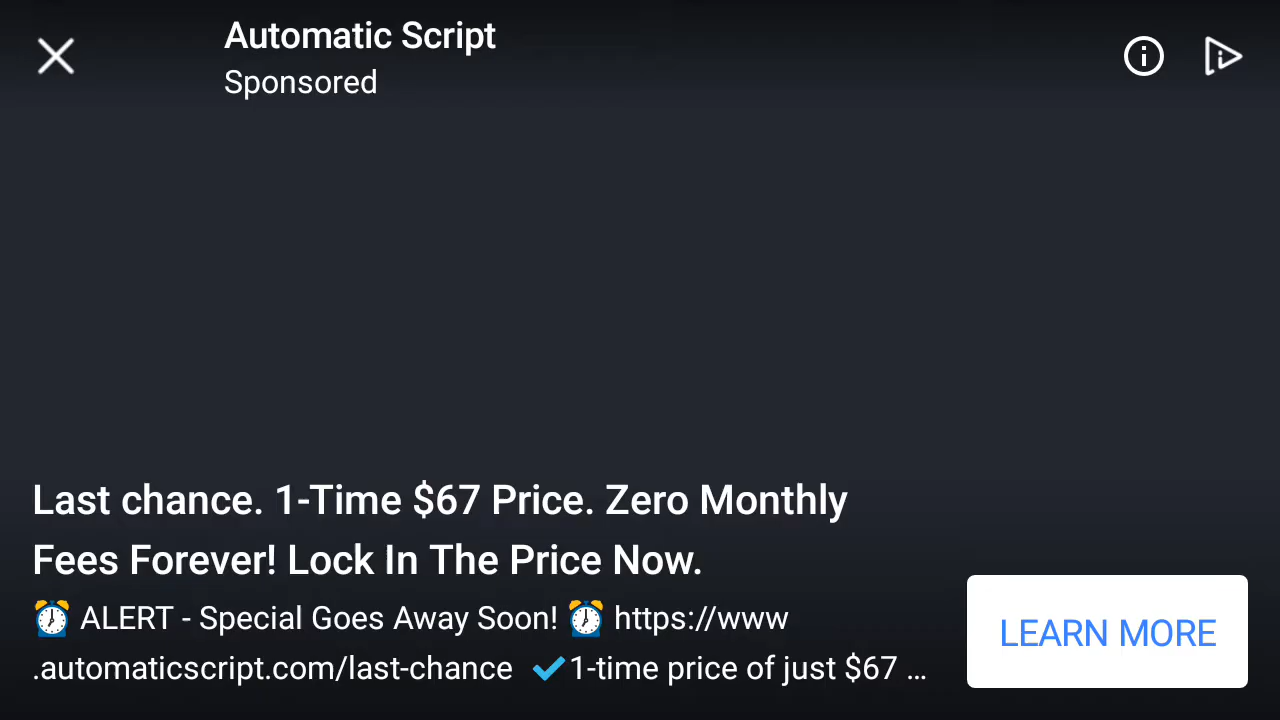 Automatic Script
Sponsored
Last chance. 1-Time $67 Price. Zero Monthly
Fees Forever! Lock In The Price Now.
⏰ ALERT - Special Goes Away Soon! ⏰ https://www
.automaticscript.com/last-chance ✔1-time price of just $67 ...
LEARN MORE